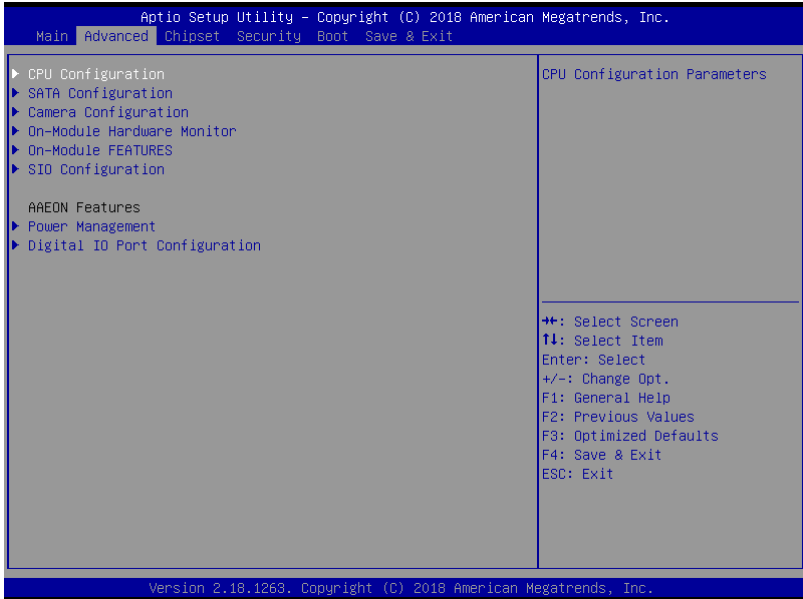 Aptio Setup Utility – Copyright (C) 2018 American Megatrends, Inc.
Main Advanced Chipset Security Boot Save & Exit
CPU Configuration
SATA Configuration
Camera Configuration
On-Module Hardware Monitor
On-Module FEATURES
SIO Configuration
AAEON Features
Power Management
Digital IO Port Configuration
CPU Configuration Parameters
→←: Select Screen
↑↓: Select Item
Enter: Select
+/-: Change Opt.
F1: General Help
F2: Previous Values
F3: Optimized Defaults
F4: Save & Exit
ESC: Exit
Version 2.18.1263. Copyright (C) 2018 American Megatrends, Inc.